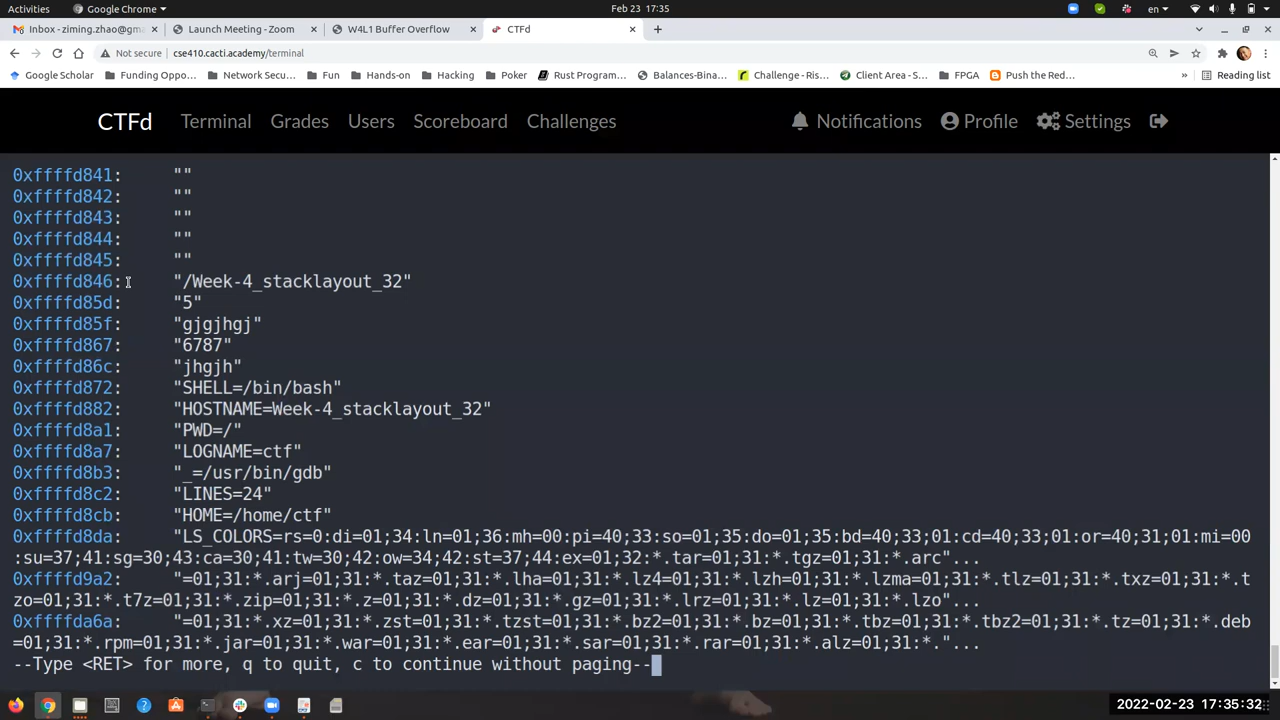 Activities
Google Chrome
Feb 23 17:35
en
Inbox - ziming.zhao@gm
Launch Meeting - Zoom
W4L1 Buffer Overflow
CTFd
Not secure
cse410.cacti.academy/terminal
Google Scholar
Funding Oppo…
Network Secu…
Fun
Hands-on
Hacking
Poker
Rust Program…
Balances-Bina…
Challenge - Ris…
Client Area - S…
FPGA
Push the Red…
»
Reading list
CTFd
Terminal
Grades
Users
Scoreboard
Challenges
Notifications
Profile
Settings
0xffffd841: ""
0xffffd842: ""
0xffffd843: ""
0xffffd844: ""
0xffffd845: ""
0xffffd846: "/Week-4_stacklayout_32"
0xffffd85d: "5"
0xffffd85f: "gjgjhgj"
0xffffd867: "6787"
0xffffd86c: "jhgjh"
0xffffd872: "SHELL=/bin/bash"
0xffffd882: "HOSTNAME=Week-4_stacklayout_32"
0xffffd8a1: "PWD=/"
0xffffd8a7: "LOGNAME=ctf"
0xffffd8b3: "_=/usr/bin/gdb"
0xffffd8c2: "LINES=24"
0xffffd8cb: "HOME=/home/ctf"
0xffffd8da: "LS_COLORS=rs=0:di=01;34:ln=01;36:mh=00:pi=40;33:so=01;35:do=01;35:bd=40;33;01:cd=40;33;01:or=40;31;01:mi=00
:su=37;41:sg=30;43:ca=30;41:tw=30;42:ow=34;42:st=37;44:ex=01;32:*.tar=01;31:*.tgz=01;31:*.arc"...
0xffffd9a2: "=01;31:*.arj=01;31:*.taz=01;31:*.lha=01;31:*.lz4=01;31:*.lzh=01;31:*.lzma=01;31:*.tlz=01;31:*.txz=01;31:*.t
zo=01;31:*.t7z=01;31:*.zip=01;31:*.z=01;31:*.dz=01;31:*.gz=01;31:*.lrz=01;31:*.lz=01;31:*.lzo"...
0xffffda6a: "=01;31:*.xz=01;31:*.zst=01;31:*.tzst=01;31:*.bz2=01;31:*.bz=01;31:*.tbz=01;31:*.tbz2=01;31:*.tz=01;31:*.deb
=01;31:*.rpm=01;31:*.jar=01;31:*.war=01;31:*.ear=01;31:*.sar=01;31:*.rar=01;31:*.alz=01;31:*."...
--Type <RET> for more, q to quit, c to continue without paging--
2022-02-23 17:35:32